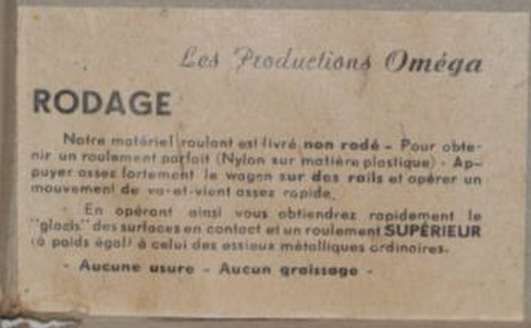 Les Productions Oméga
RODAGE
Notre matériel roulant est livré non rodé - Pour obte-
nir un roulement parfait (Nylon sur matière plastique) - Ap-
puyer assez fortement le wagon sur des rails et opérer un
mouvement de va-et-vient assez rapide.
- En opérant ainsi vous obtiendrez rapidement le
"glacis" des surfaces en contact et un roulement SUPÉRIEUR
(à poids égal) à celui des essieux métalliques ordinaires.
- Aucune usure - Aucun graissage -